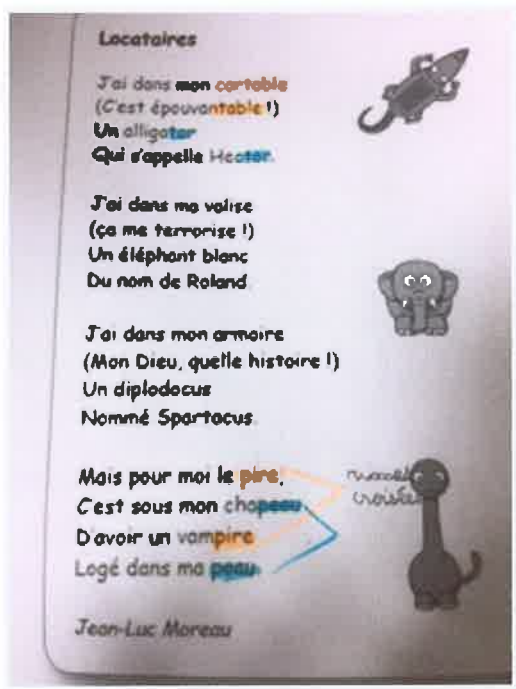 Locataires
J'ai dans mon cartable
(C'est épouvantable !)
Un alligator
Qui s'appelle Hector.
J'ai dans ma valise
(ça me terrorise !)
Un éléphant blanc
Du nom de Roland.
J'ai dans mon armoire
(Mon Dieu, quelle histoire !)
Un diplodocus
Nommé Spartacus.
Mais pour moi le pire,
C'est sous mon chapeau
D'avoir un vampire
Logé dans ma peau.
croisées
Jean-Luc Moreau